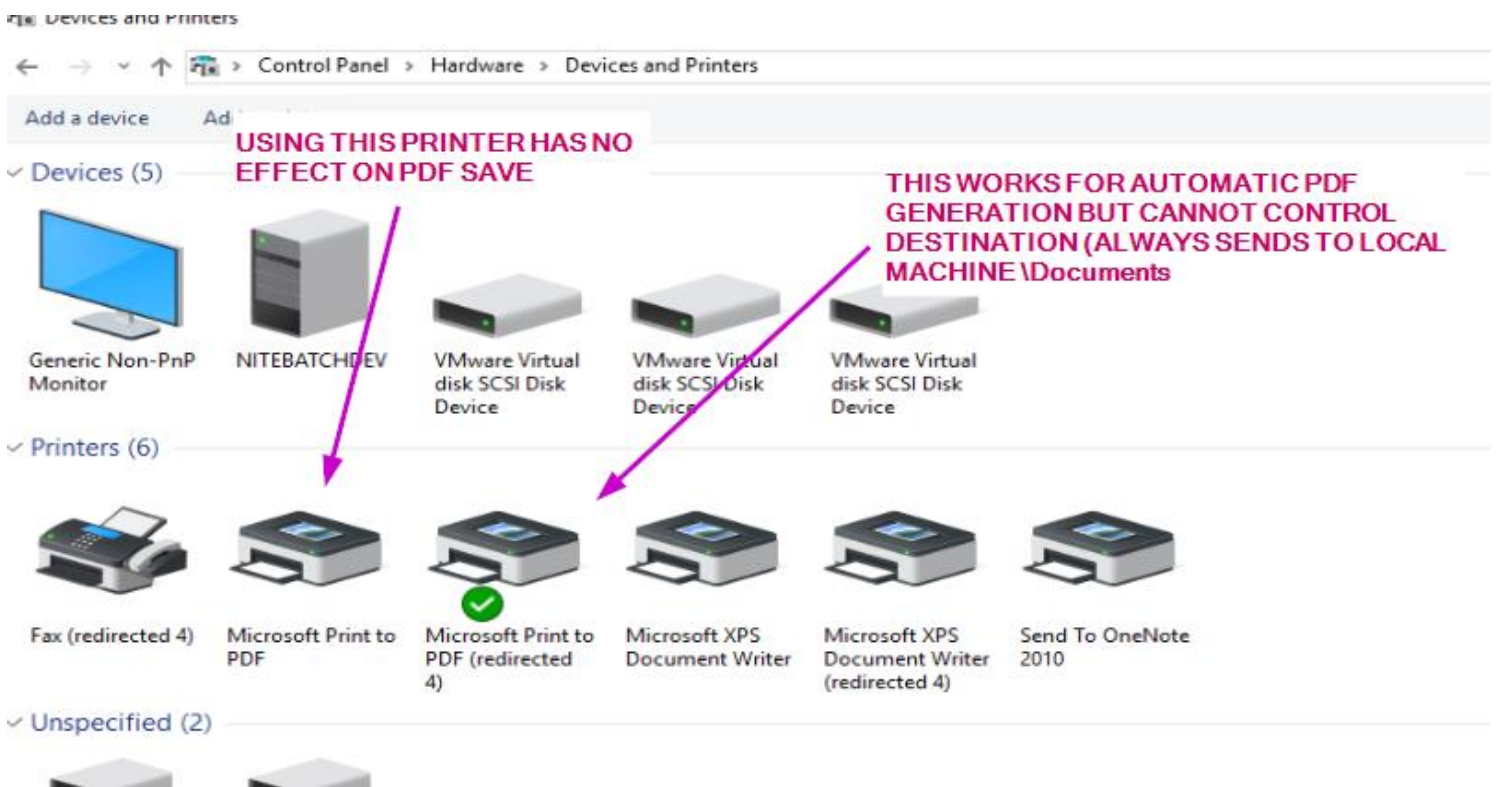 Devices and Printers
Control Panel > Hardware > Devices and Printers
Add a device Ad
USING THIS PRINTER HAS NO
EFFECT ON PDF SAVE
Devices (5)
THIS WORKS FOR AUTOMATIC PDF
GENERATION BUT CANNOT CONTROL
DESTINATION (ALWAYS SENDS TO LOCAL
MACHINE \Documents
Generic Non-PnP
Monitor
NITEBATCHDEV
VMware Virtual
disk SCSI Disk
Device
VMware Virtual
disk SCSI Disk
Device
VMware Virtual
disk SCSI Disk
Device
Printers (6)
Fax (redirected 4)
Microsoft Print to
PDF
Microsoft Print to
PDF (redirected
4)
Microsoft XPS
Document Writer
Microsoft XPS
Document Writer
(redirected 4)
Send To OneNote
2010
Unspecified (2)